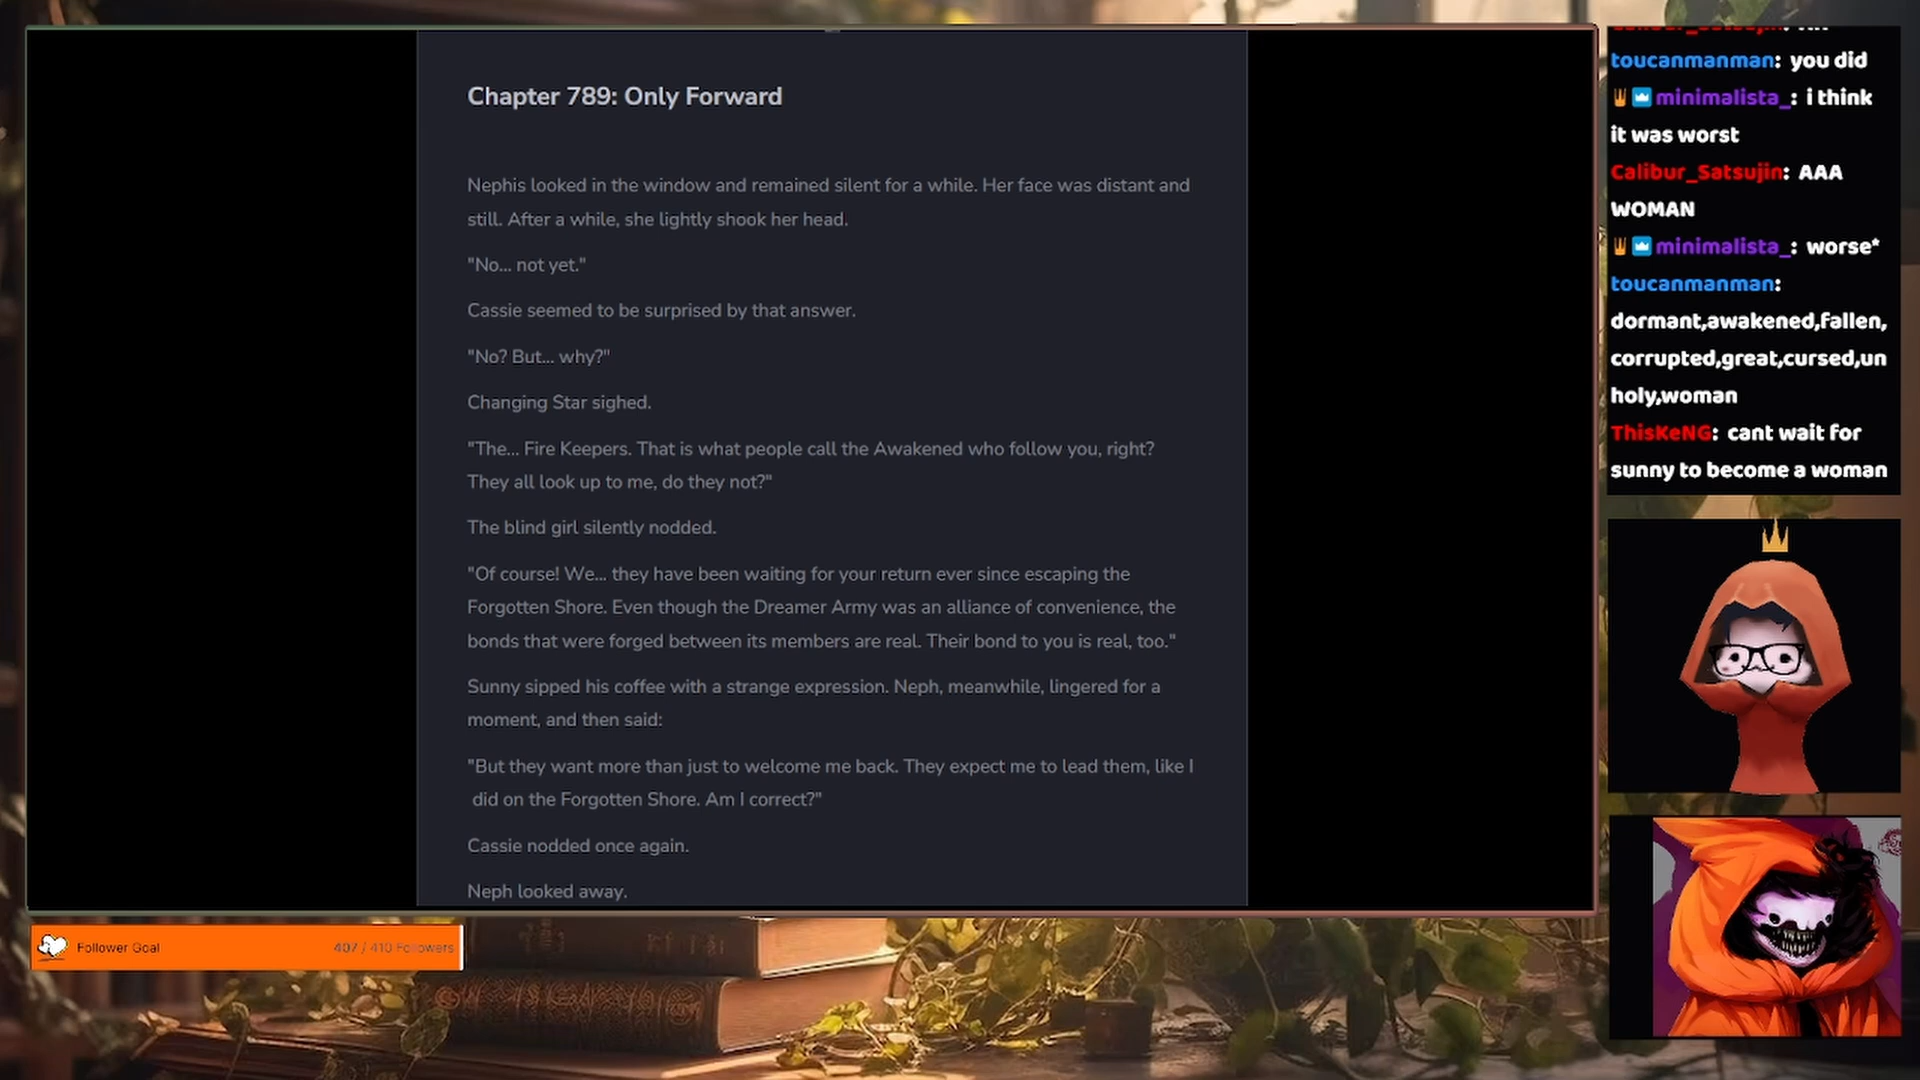 Chapter 789: Only Forward
Nephis looked in the window and remained silent for a while. Her face was distant and
still. After a while, she lightly shook her head.
"No... not yet."
Cassie seemed to be surprised by that answer.
"No? But... why?"
Changing Star sighed.
"The... Fire Keepers. That is what people call the Awakened who follow you, right?
They all look up to me, do they not?"
The blind girl silently nodded.
"Of course! We... they have been waiting for your return ever since escaping the
Forgotten Shore. Even though the Dreamer Army was an alliance of convenience, the
bonds that were forged between its members are real. Their bond to you is real, too."
Sunny sipped his coffee with a strange expression. Neph, meanwhile, lingered for a
moment, and then said:
"But they want more than just to welcome me back. They expect me to lead them, like I
did on the Forgotten Shore. Am I correct?"
Cassie nodded once again.
Neph looked away.
toucanmanman: you did
minimalista_: i think
it was worst
Calibur_Satsujin: AAA
WOMAN
minimalista_: worse*
toucanmanman:
dormant,awakened,fallen,
corrupted,great,cursed,un
holy,woman
ThisKeNG: cant wait for
sunny to become a woman
Follower Goal
407 / 410 Followers